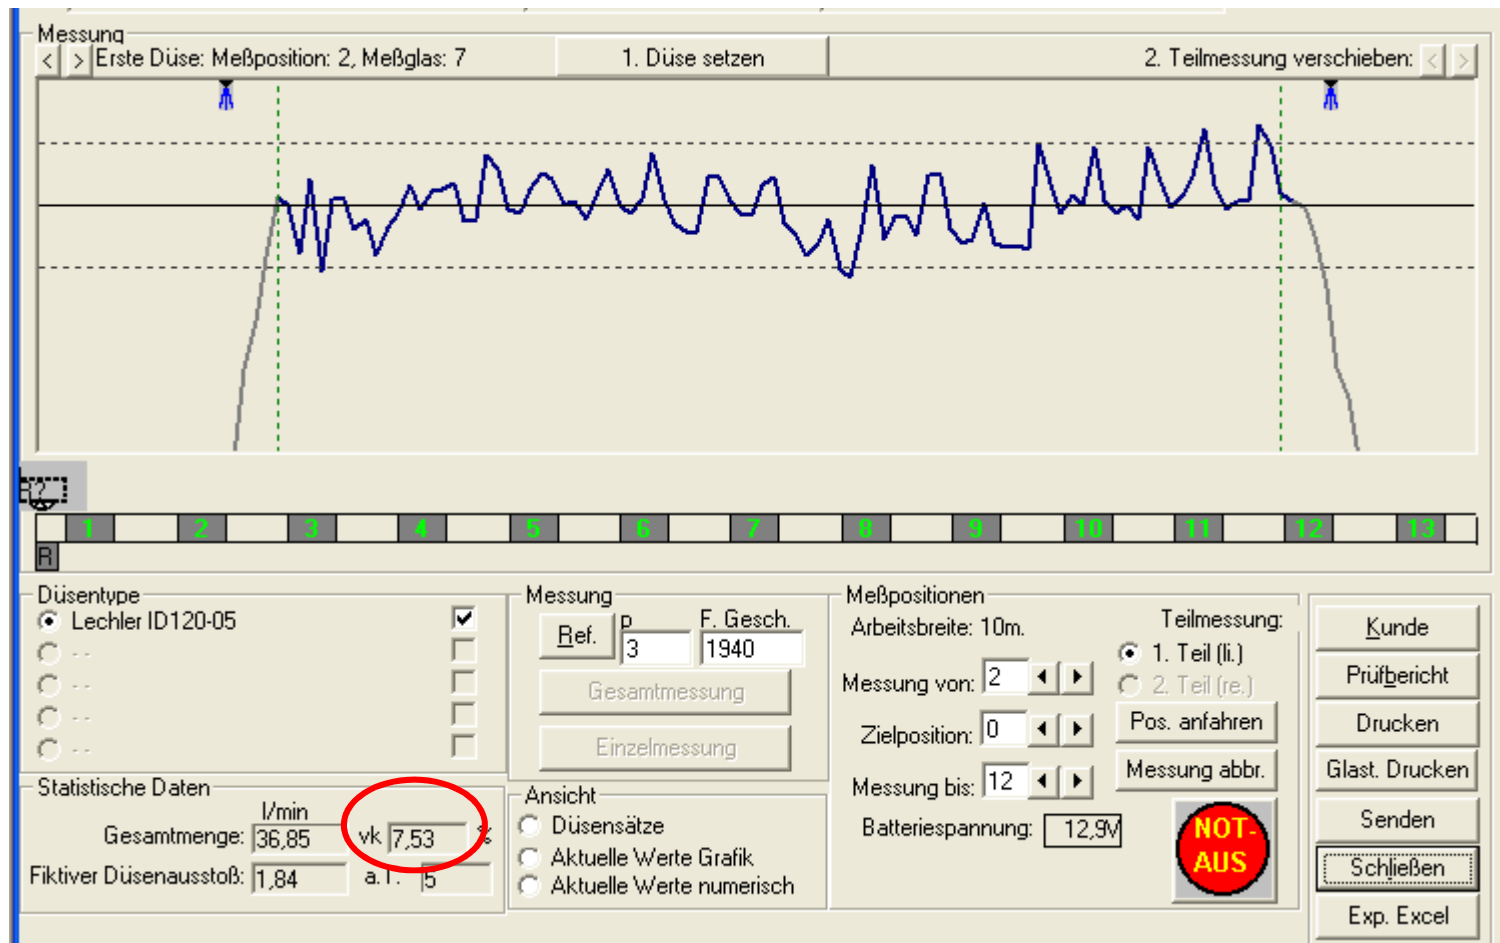 Messung
< > Erste Düse: Meßposition: 2, Meßglas: 7 1. Düse setzen 2. Teilmessung verschieben: < >
1 2 3 4 5 6 7 8 9 10 11 12 13
R
Düsentype
Lechler ID120-05
- -
- -
- -
- -
Messung
Ref. p F. Gesch.
3 1940
Gesamtmessung
Einzelmessung
Meßpositionen
Arbeitsbreite: 10m.
Teilmessung:
1. Teil (li.)
2. Teil (re.)
Messung von: 2
Zielposition: 0
Messung bis: 12
Pos. anfahren
Messung abbr.
Batteriespannung: 12,9V
NOT-
AUS
Statistische Daten
l/min
Gesamtmenge: 36,85 vk 7,53 %
Fiktiver Düsenausstoß: 1,84 a.T. 5
Ansicht
Düsensätze
Aktuelle Werte Grafik
Aktuelle Werte numerisch
Kunde
Prüfbericht
Drucken
Glast. Drucken
Senden
Schließen
Exp. Excel